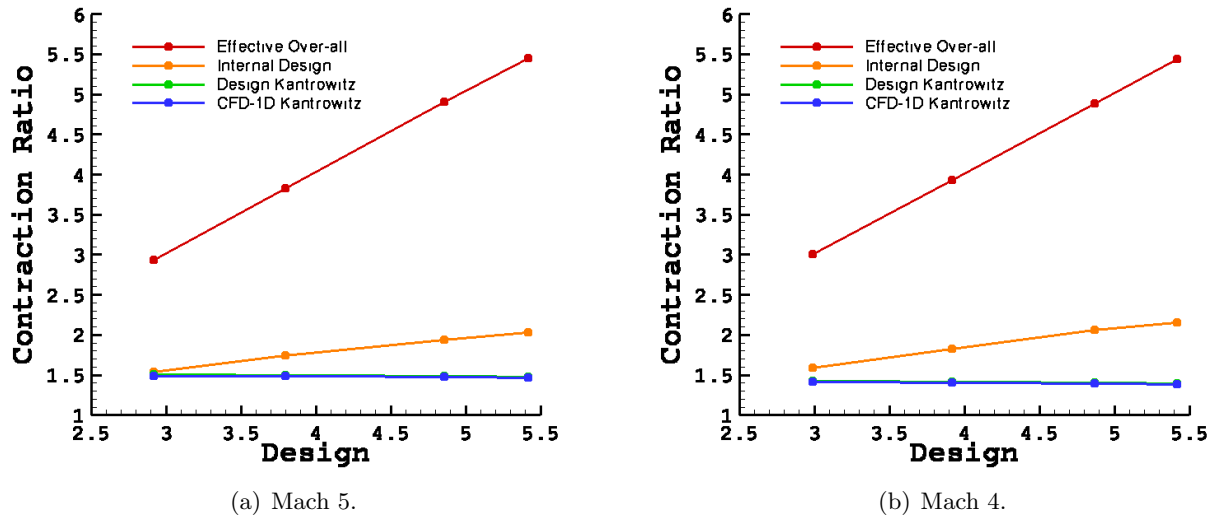 6
5.5
5
4.5
4
3.5
3
2.5
2
1.5
1
Contraction Ratio
Effective Over-all
Internal Design
Design Kantrowitz
CFD-1D Kantrowitz
2.5 3 3.5 4 4.5 5 5.5
Design
(a) Mach 5.
6
5.5
5
4.5
4
3.5
3
2.5
2
1.5
1
Contraction Ratio
Effective Over-all
Internal Design
Design Kantrowitz
CFD-1D Kantrowitz
2.5 3 3.5 4 4.5 5 5.5
Design
(b) Mach 4.